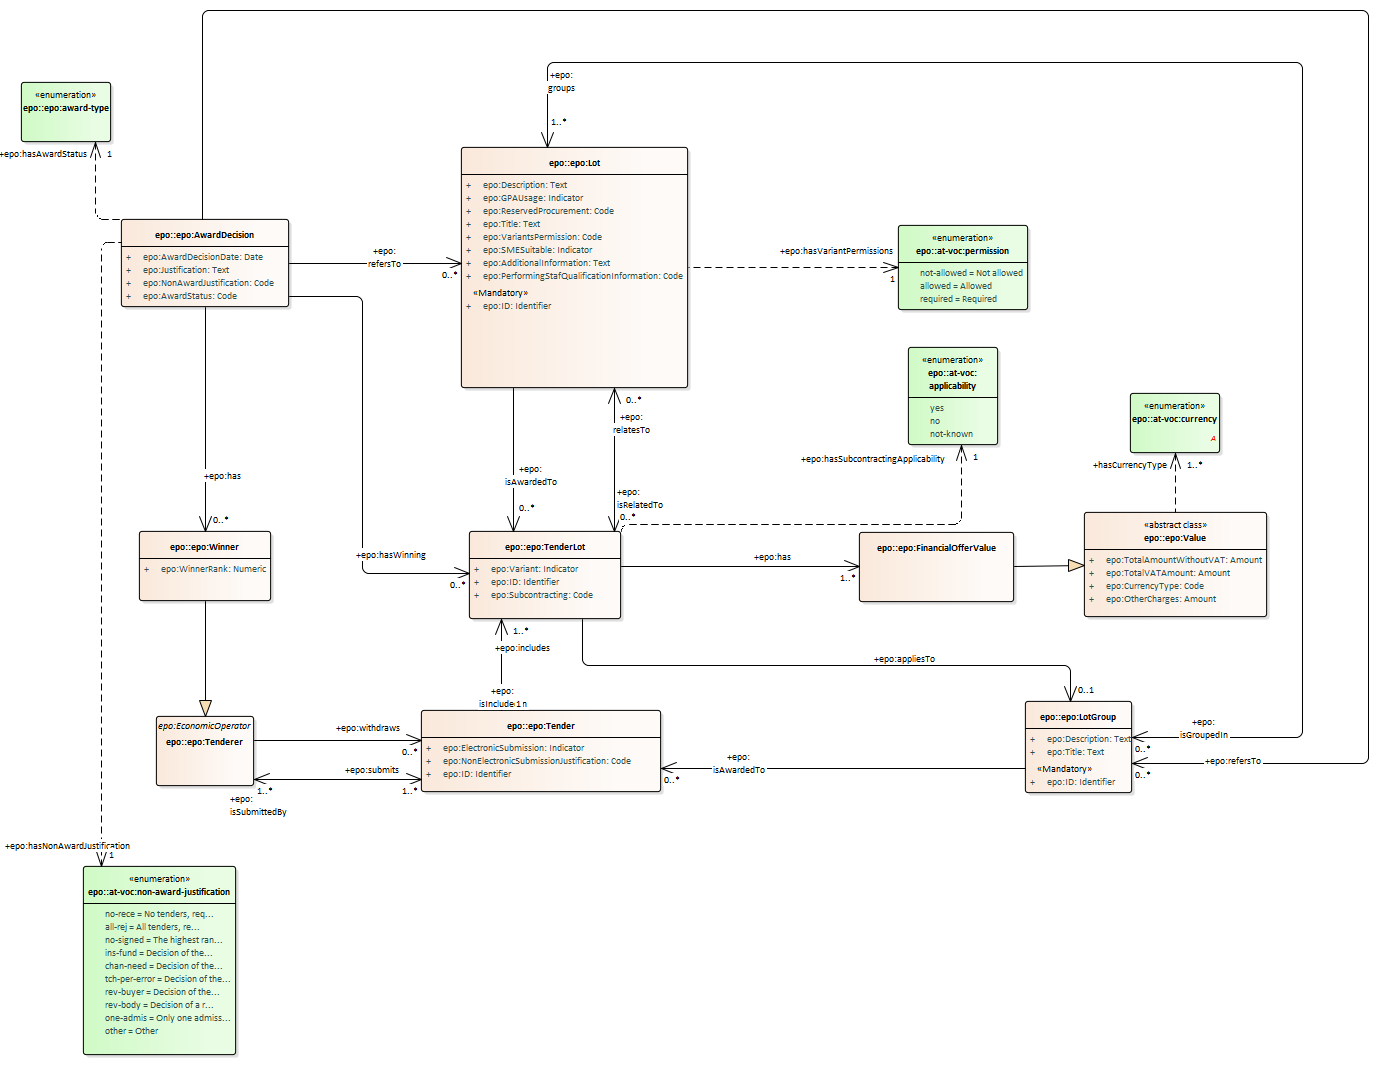 «enumeration»
epo::epo:award-type
+epo:hasAwardStatus
1
epo::epo:AwardDecision
+ epo:AwardDecisionDate: Date
+ epo:Justification: Text
+ epo:NonAwardJustification: Code
+ epo:AwardStatus: Code
+epo:
groups
1..*
epo::epo:Lot
+ epo:Description: Text
+ epo:GPAUsage: Indicator
+ epo:ReservedProcurement: Code
+ epo:Title: Text
+ epo:VariantsPermission: Code
+ epo:SMESuitable: Indicator
+ epo:AdditionalInformation: Text
+ epo:PerformingStafQualificationInformation: Code
«Mandatory»
+ epo:ID: Identifier
+epo:
refersTo
0..*
+epo:hasVariantPermissions
1
«enumeration»
epo::at-voc:permission
not-allowed = Not allowed
allowed = Allowed
required = Required
«enumeration»
epo::at-voc:
applicability
yes
no
not-known
+epo:hasSubcontractingApplicability
1
«enumeration»
epo::at-voc:currency
A
+hasCurrencyType
1..*
«abstract class»
epo::epo:Value
+ epo:TotalAmountWithoutVAT: Amount
+ epo:TotalVATAmount: Amount
+ epo:CurrencyType: Code
+ epo:OtherCharges: Amount
0..*
+epo:
relatesTo
+epo:
isAwardedTo
0..*
+epo:
isRelatedTo
0..*
+epo:has
0..*
epo::epo:Winner
+ epo:WinnerRank: Numeric
+epo:hasWinning
0..*
epo::epo:TenderLot
+ epo:Variant: Indicator
+ epo:ID: Identifier
+ epo:Subcontracting: Code
+epo:has
1..*
epo::epo:FinancialOfferValue
1..*
+epo:includes
+epo:
isInclude1n
+epo:appliesTo
0..1
epo:EconomicOperator
epo::epo:Tenderer
+epo:withdraws
0..*
+epo:submits
1..*
1..*
+epo:
isSubmittedBy
epo::epo:Tender
+ epo:ElectronicSubmission: Indicator
+ epo:NonElectronicSubmissionJustification: Code
+ epo:ID: Identifier
+epo:
isAwardedTo
0..*
epo::epo:LotGroup
+ epo:Description: Text
+ epo:Title: Text
«Mandatory»
+ epo:ID: Identifier
+epo:
isGroupedIn
0..*
+epo:refersTo
0..*
+epo:hasNonAwardJustification
1
«enumeration»
epo::at-voc:non-award-justification
no-rece = No tenders, req...
all-rej = All tenders, re...
no-signed = The highest ran...
ins-fund = Decision of the...
chan-need = Decision of the...
tch-per-error = Decision of the...
rev-buyer = Decision of the...
rev-body = Decision of a r...
one-admis = Only one admiss...
other = Other